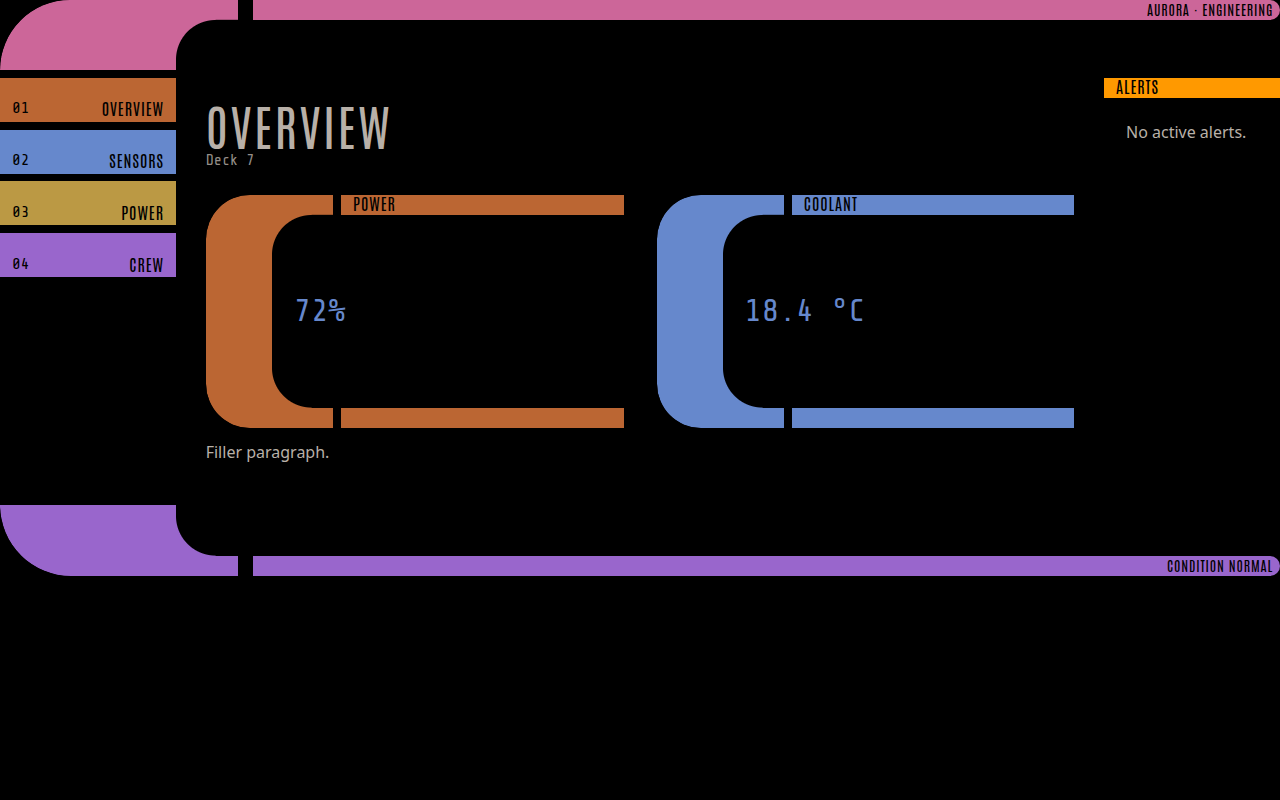 AURORA · ENGINEERING
01 OVERVIEW
02 SENSORS
03 POWER
04 CREW
OVERVIEW
Deck 7
POWER
72%
COOLANT
18.4 °C
Filler paragraph.
ALERTS
No active alerts.
CONDITION NORMAL